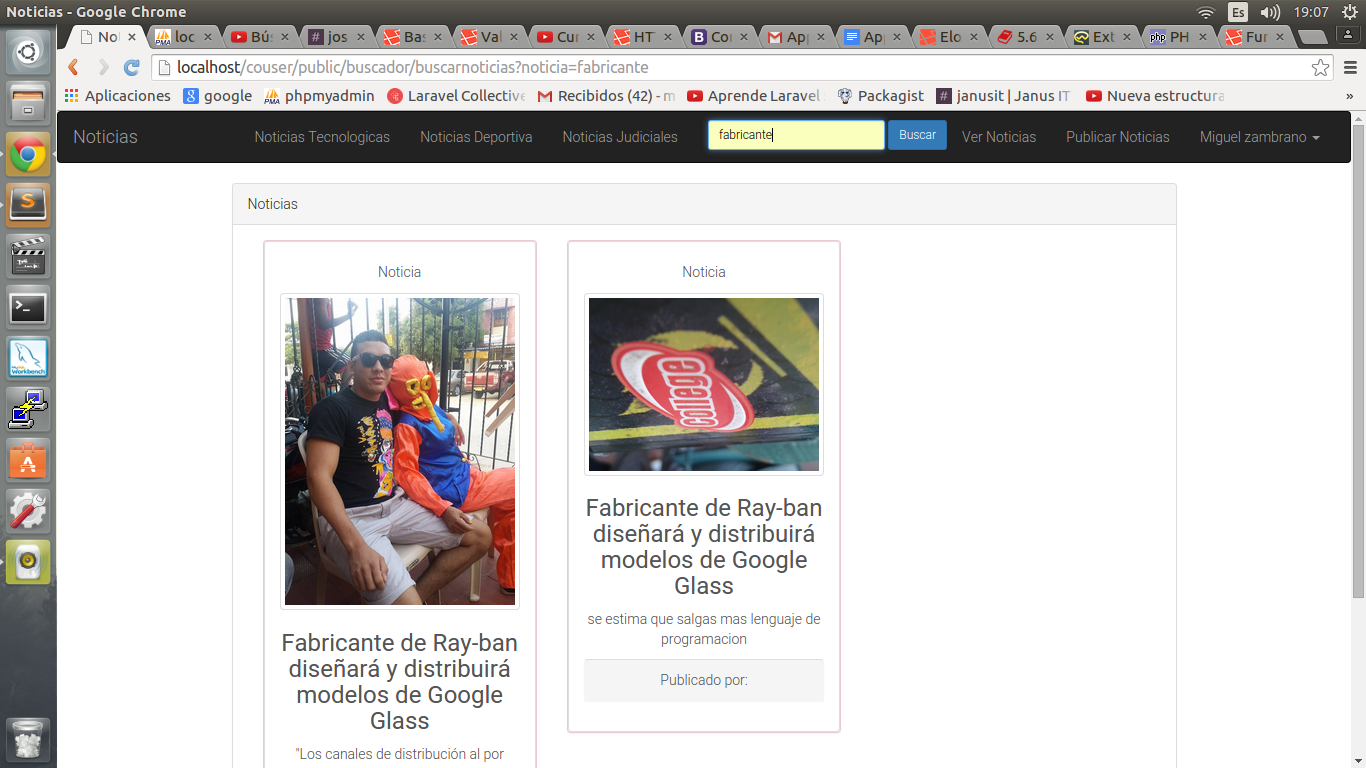 Noticias - Google Chrome
Es
19:07
No
loc
Bús
jos
Bas
Val
Cur
HT
Cor
App
App
Elo
5.6
Ext
PH
Fur
localhost/couser/public/buscador/buscarnoticias?noticia=fabricante
Aplicaciones
google
phpmyadmin
Laravel Collective
Recibidos (42) - m
Aprende Laravel
Packagist
janusit | Janus IT
Nueva estructura
»
Noticias
Noticias Tecnologicas
Noticias Deportiva
Noticias Judiciales
fabricante
Buscar
Ver Noticias
Publicar Noticias
Miguel zambrano
Noticias
Noticia
Fabricante de Ray-ban
diseñará y distribuirá
modelos de Google
Glass
"Los canales de distribución al por
Noticia
college
Fabricante de Ray-ban
diseñará y distribuirá
modelos de Google
Glass
se estima que salgas mas lenguaje de
programacion
Publicado por: